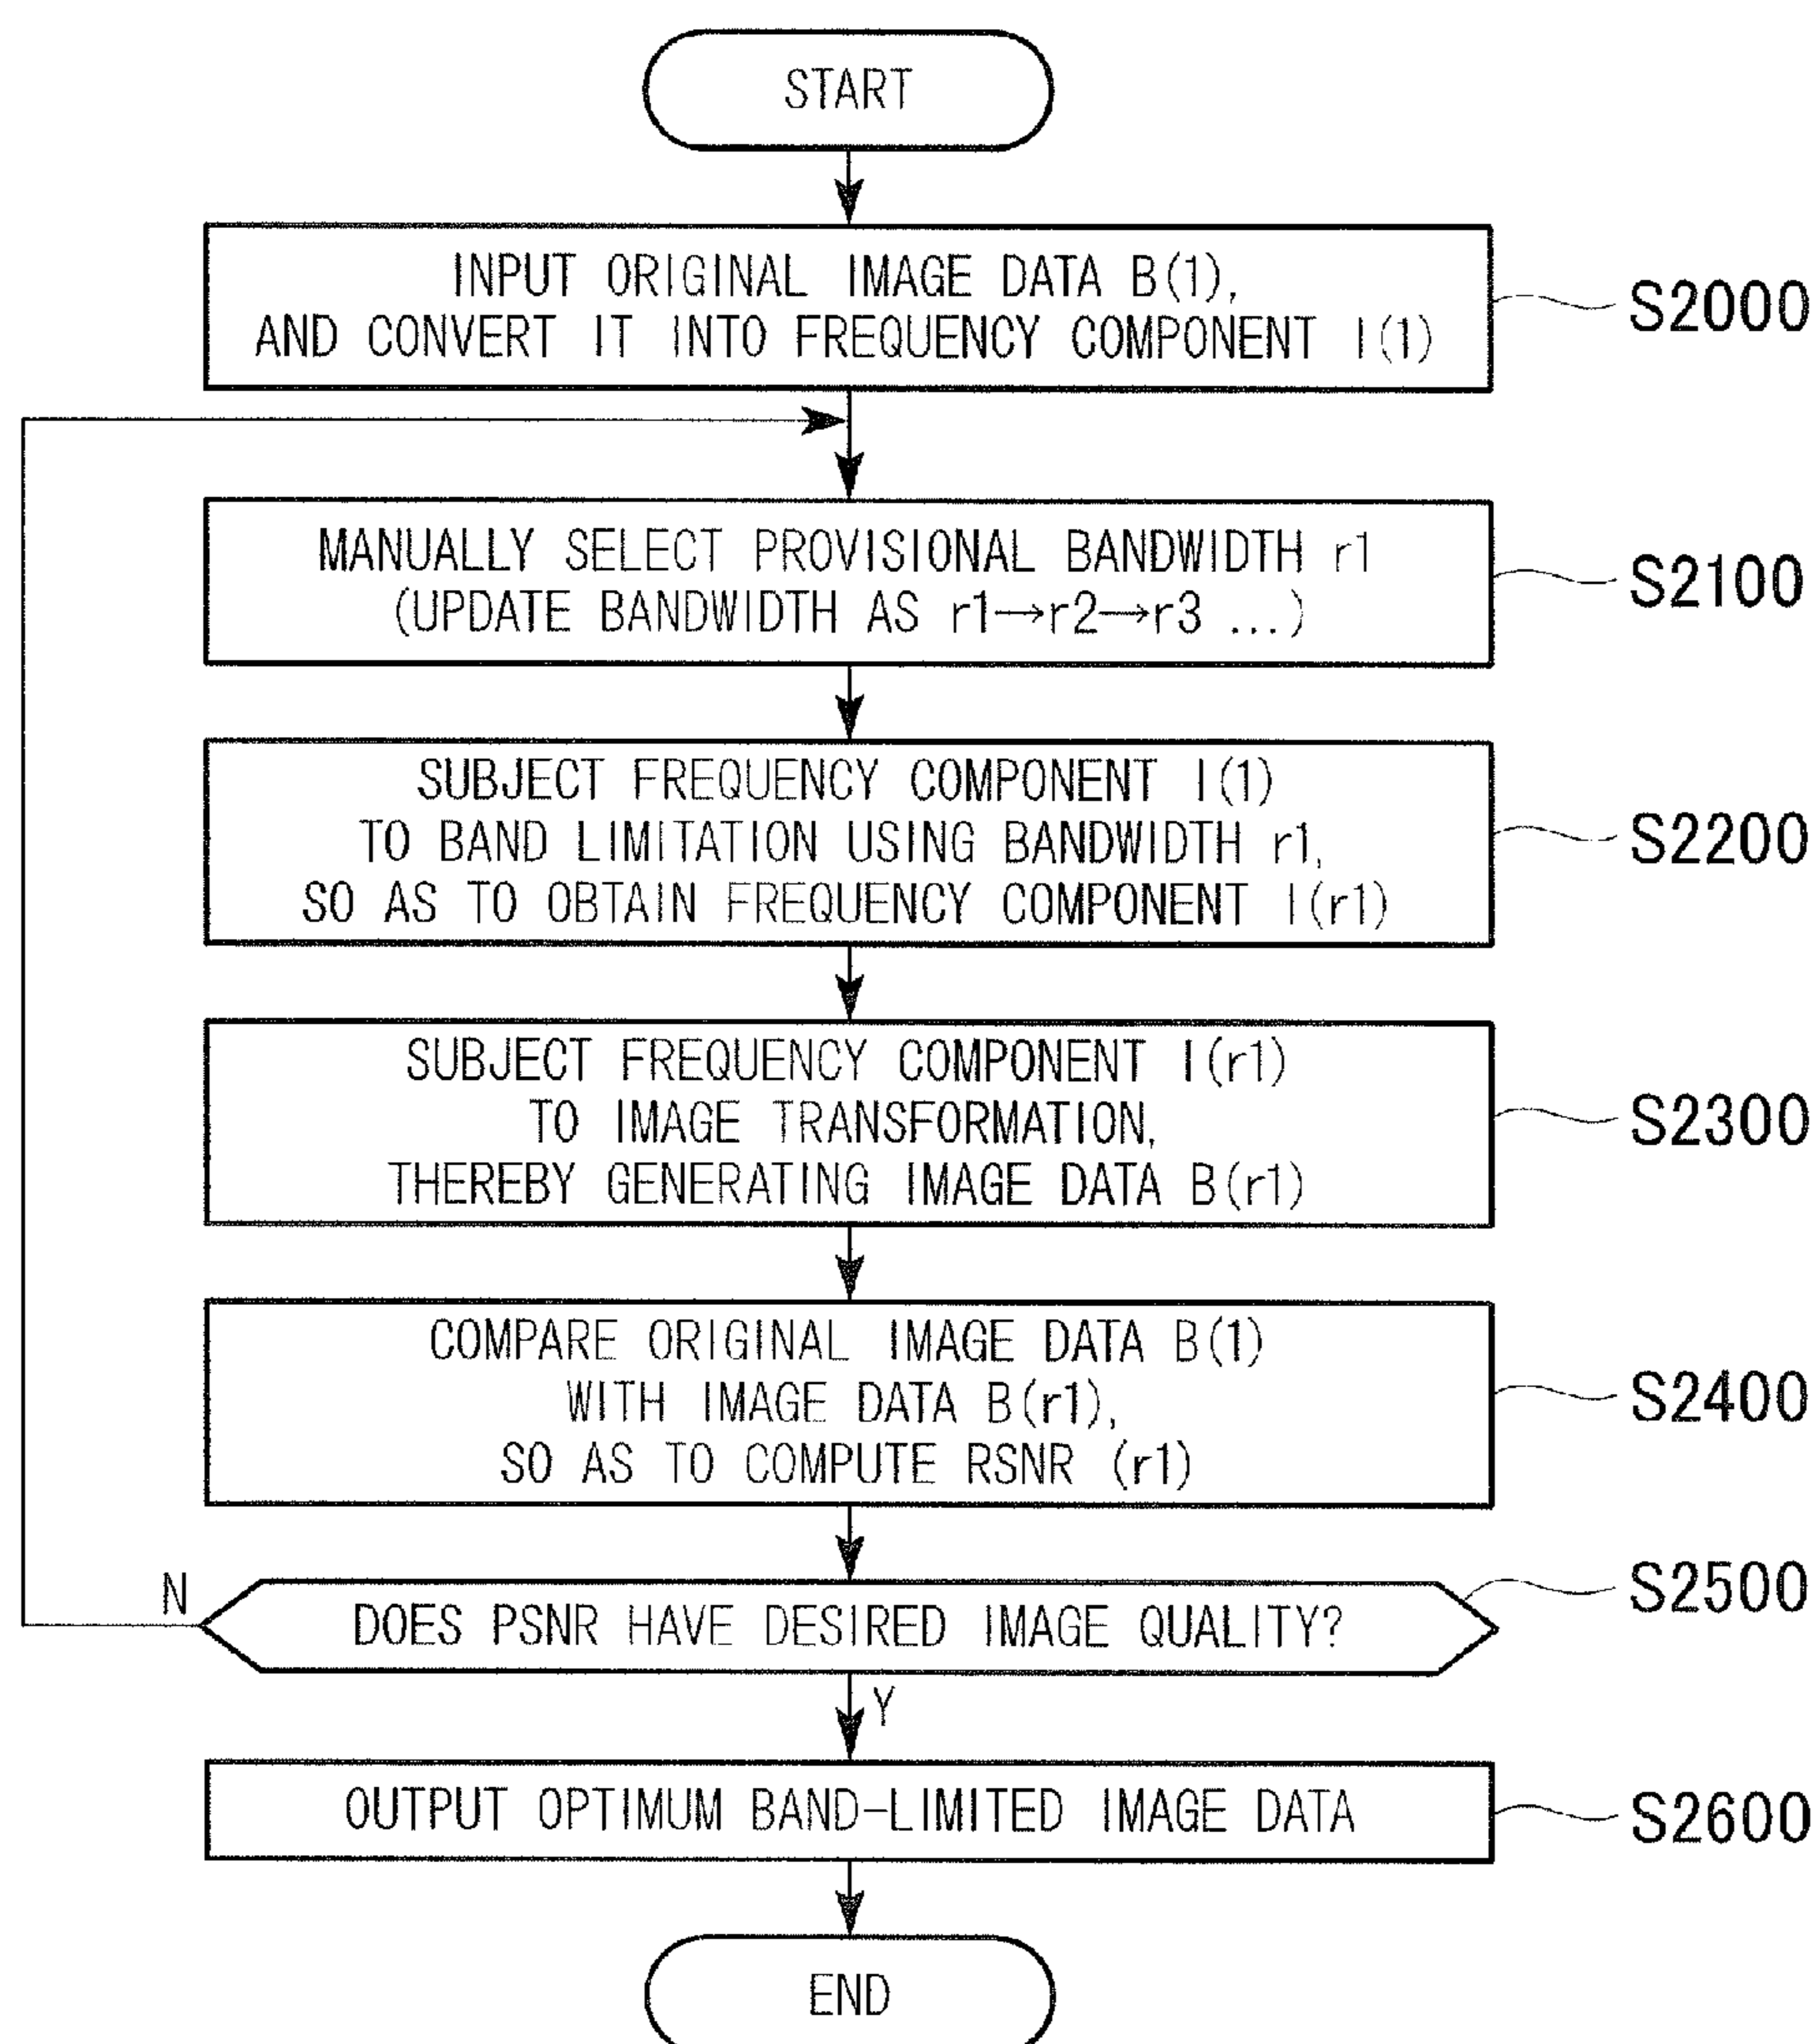 START
INPUT ORIGINAL IMAGE DATA B(1),
AND CONVERT IT INTO FREQUENCY COMPONENT I(1)
S2000
MANUALLY SELECT PROVISIONAL BANDWIDTH r1
(UPDATE BANDWIDTH AS r1→r2→r3 ...)
S2100
SUBJECT FREQUENCY COMPONENT I(1)
TO BAND LIMITATION USING BANDWIDTH r1,
SO AS TO OBTAIN FREQUENCY COMPONENT I(r1)
S2200
SUBJECT FREQUENCY COMPONENT I(r1)
TO IMAGE TRANSFORMATION,
THEREBY GENERATING IMAGE DATA B(r1)
S2300
COMPARE ORIGINAL IMAGE DATA B(1)
WITH IMAGE DATA B(r1),
SO AS TO COMPUTE RSNR (r1)
S2400
N
DOES PSNR HAVE DESIRED IMAGE QUALITY?
S2500
Y
OUTPUT OPTIMUM BAND-LIMITED IMAGE DATA
S2600
END